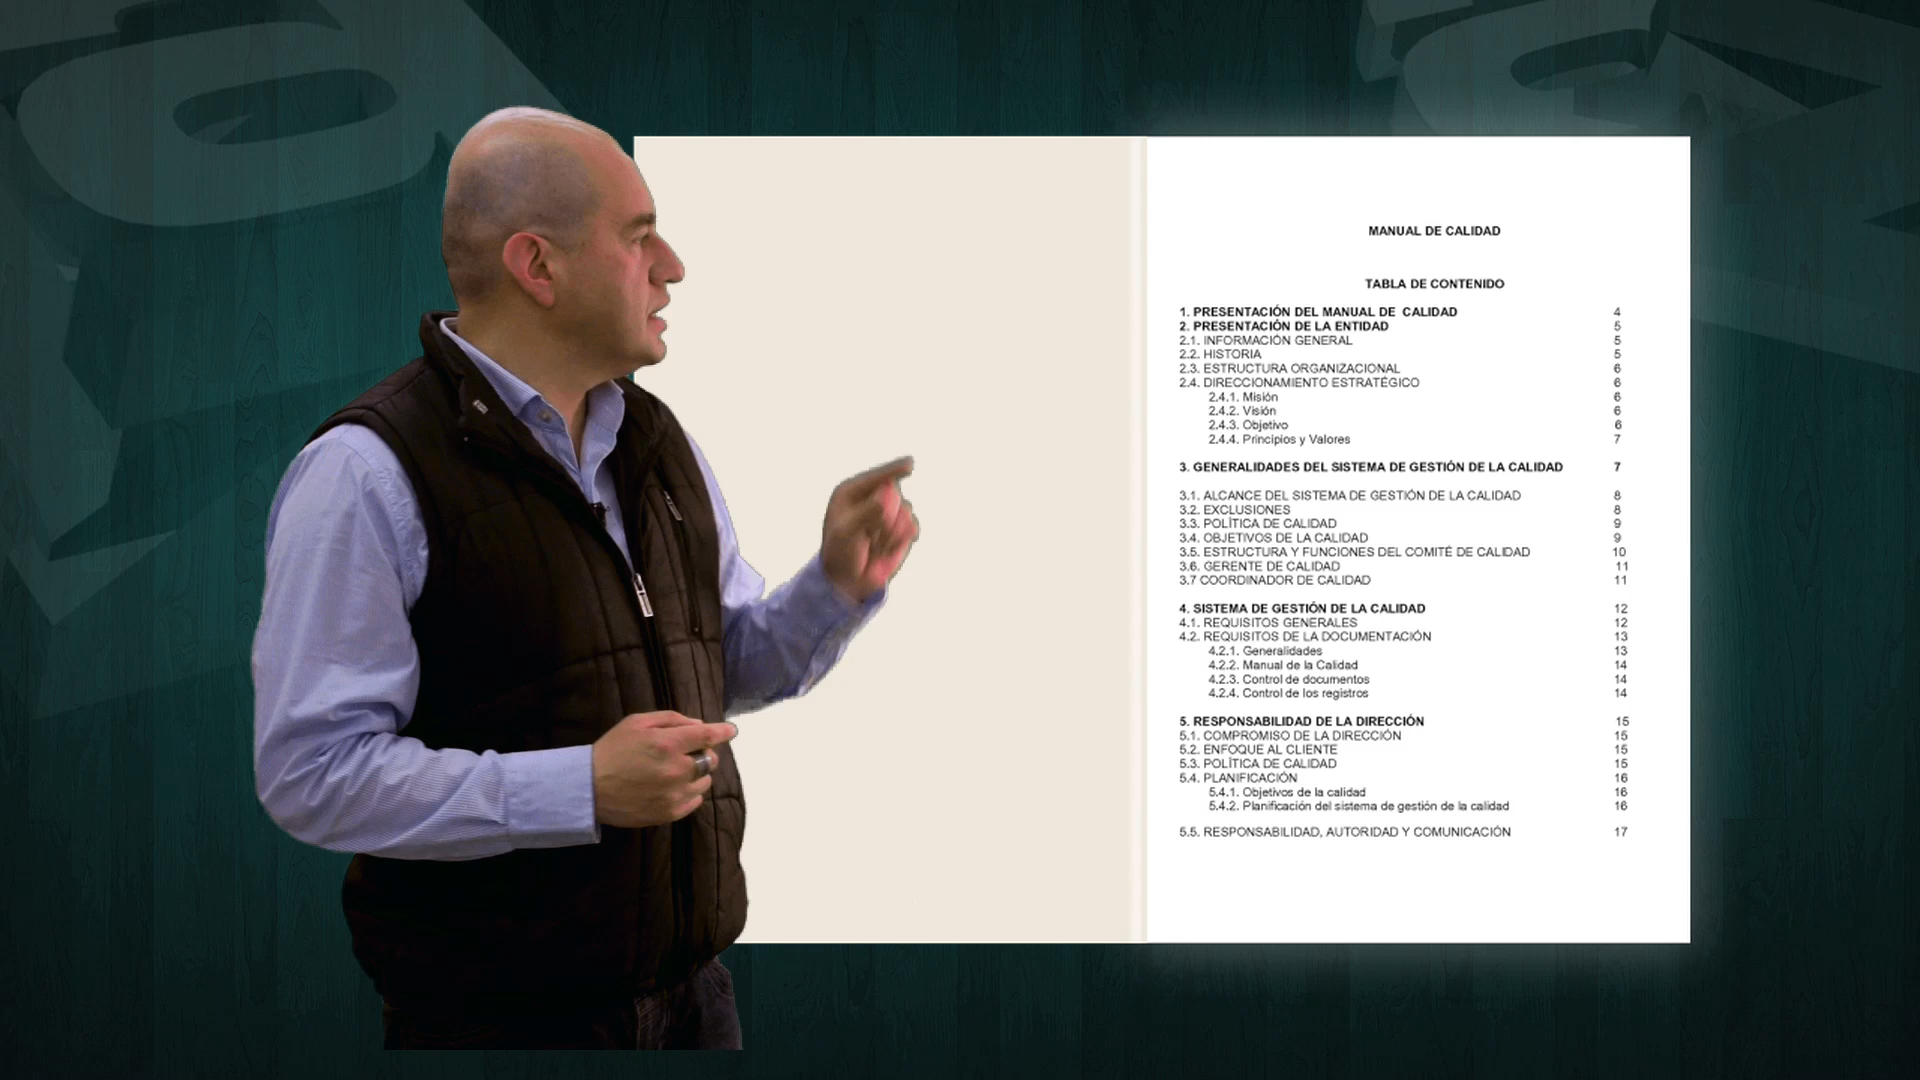 MANUAL DE CALIDAD
TABLA DE CONTENIDO
1. PRESENTACIÓN DEL MANUAL DE CALIDAD 4
2. PRESENTACIÓN DE LA ENTIDAD 5
2.1. INFORMACIÓN GENERAL 5
2.2. HISTORIA 5
2.3. ESTRUCTURA ORGANIZACIONAL 6
2.4. DIRECCIONAMIENTO ESTRATÉGICO 6
2.4.1. Misión 6
2.4.2. Visión 6
2.4.3. Objetivo 6
2.4.4. Principios y Valores 7
3. GENERALIDADES DEL SISTEMA DE GESTIÓN DE LA CALIDAD 7
3.1. ALCANCE DEL SISTEMA DE GESTIÓN DE LA CALIDAD 8
3.2. EXCLUSIONES 8
3.3. POLÍTICA DE CALIDAD 9
3.4. OBJETIVOS DE LA CALIDAD 9
3.5. ESTRUCTURA Y FUNCIONES DEL COMITÉ DE CALIDAD 10
3.6. GERENTE DE CALIDAD 11
3.7 COORDINADOR DE CALIDAD 11
4. SISTEMA DE GESTIÓN DE LA CALIDAD 12
4.1. REQUISITOS GENERALES 12
4.2. REQUISITOS DE LA DOCUMENTACIÓN 13
4.2.1. Generalidades 13
4.2.2. Manual de la Calidad 14
4.2.3. Control de documentos 14
4.2.4. Control de los registros 14
5. RESPONSABILIDAD DE LA DIRECCIÓN 15
5.1. COMPROMISO DE LA DIRECCIÓN 15
5.2. ENFOQUE AL CLIENTE 15
5.3. POLÍTICA DE CALIDAD 15
5.4. PLANIFICACIÓN 16
5.4.1. Objetivos de la calidad 16
5.4.2. Planificación del sistema de gestión de la calidad 16
5.5. RESPONSABILIDAD, AUTORIDAD Y COMUNICACIÓN 17